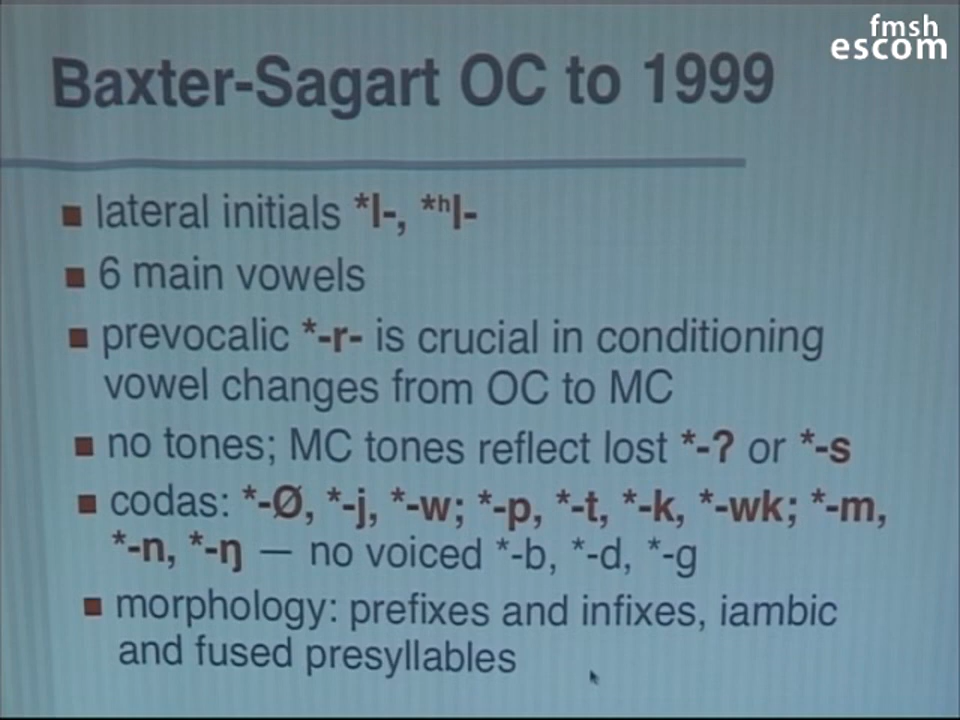 fmsh
escom
Baxter-Sagart OC to 1999
■ lateral initials *l-, *ʰl-
■ 6 main vowels
■ prevocalic *-r- is crucial in conditioning
vowel changes from OC to MC
■ no tones; MC tones reflect lost *-ʔ or *-s
■ codas: *-Ø, *-j, *-w; *-p, *-t, *-k, *-wk; *-m,
*-n, *-ŋ — no voiced *-b, *-d, *-g
■ morphology: prefixes and infixes, iambic
and fused presyllables